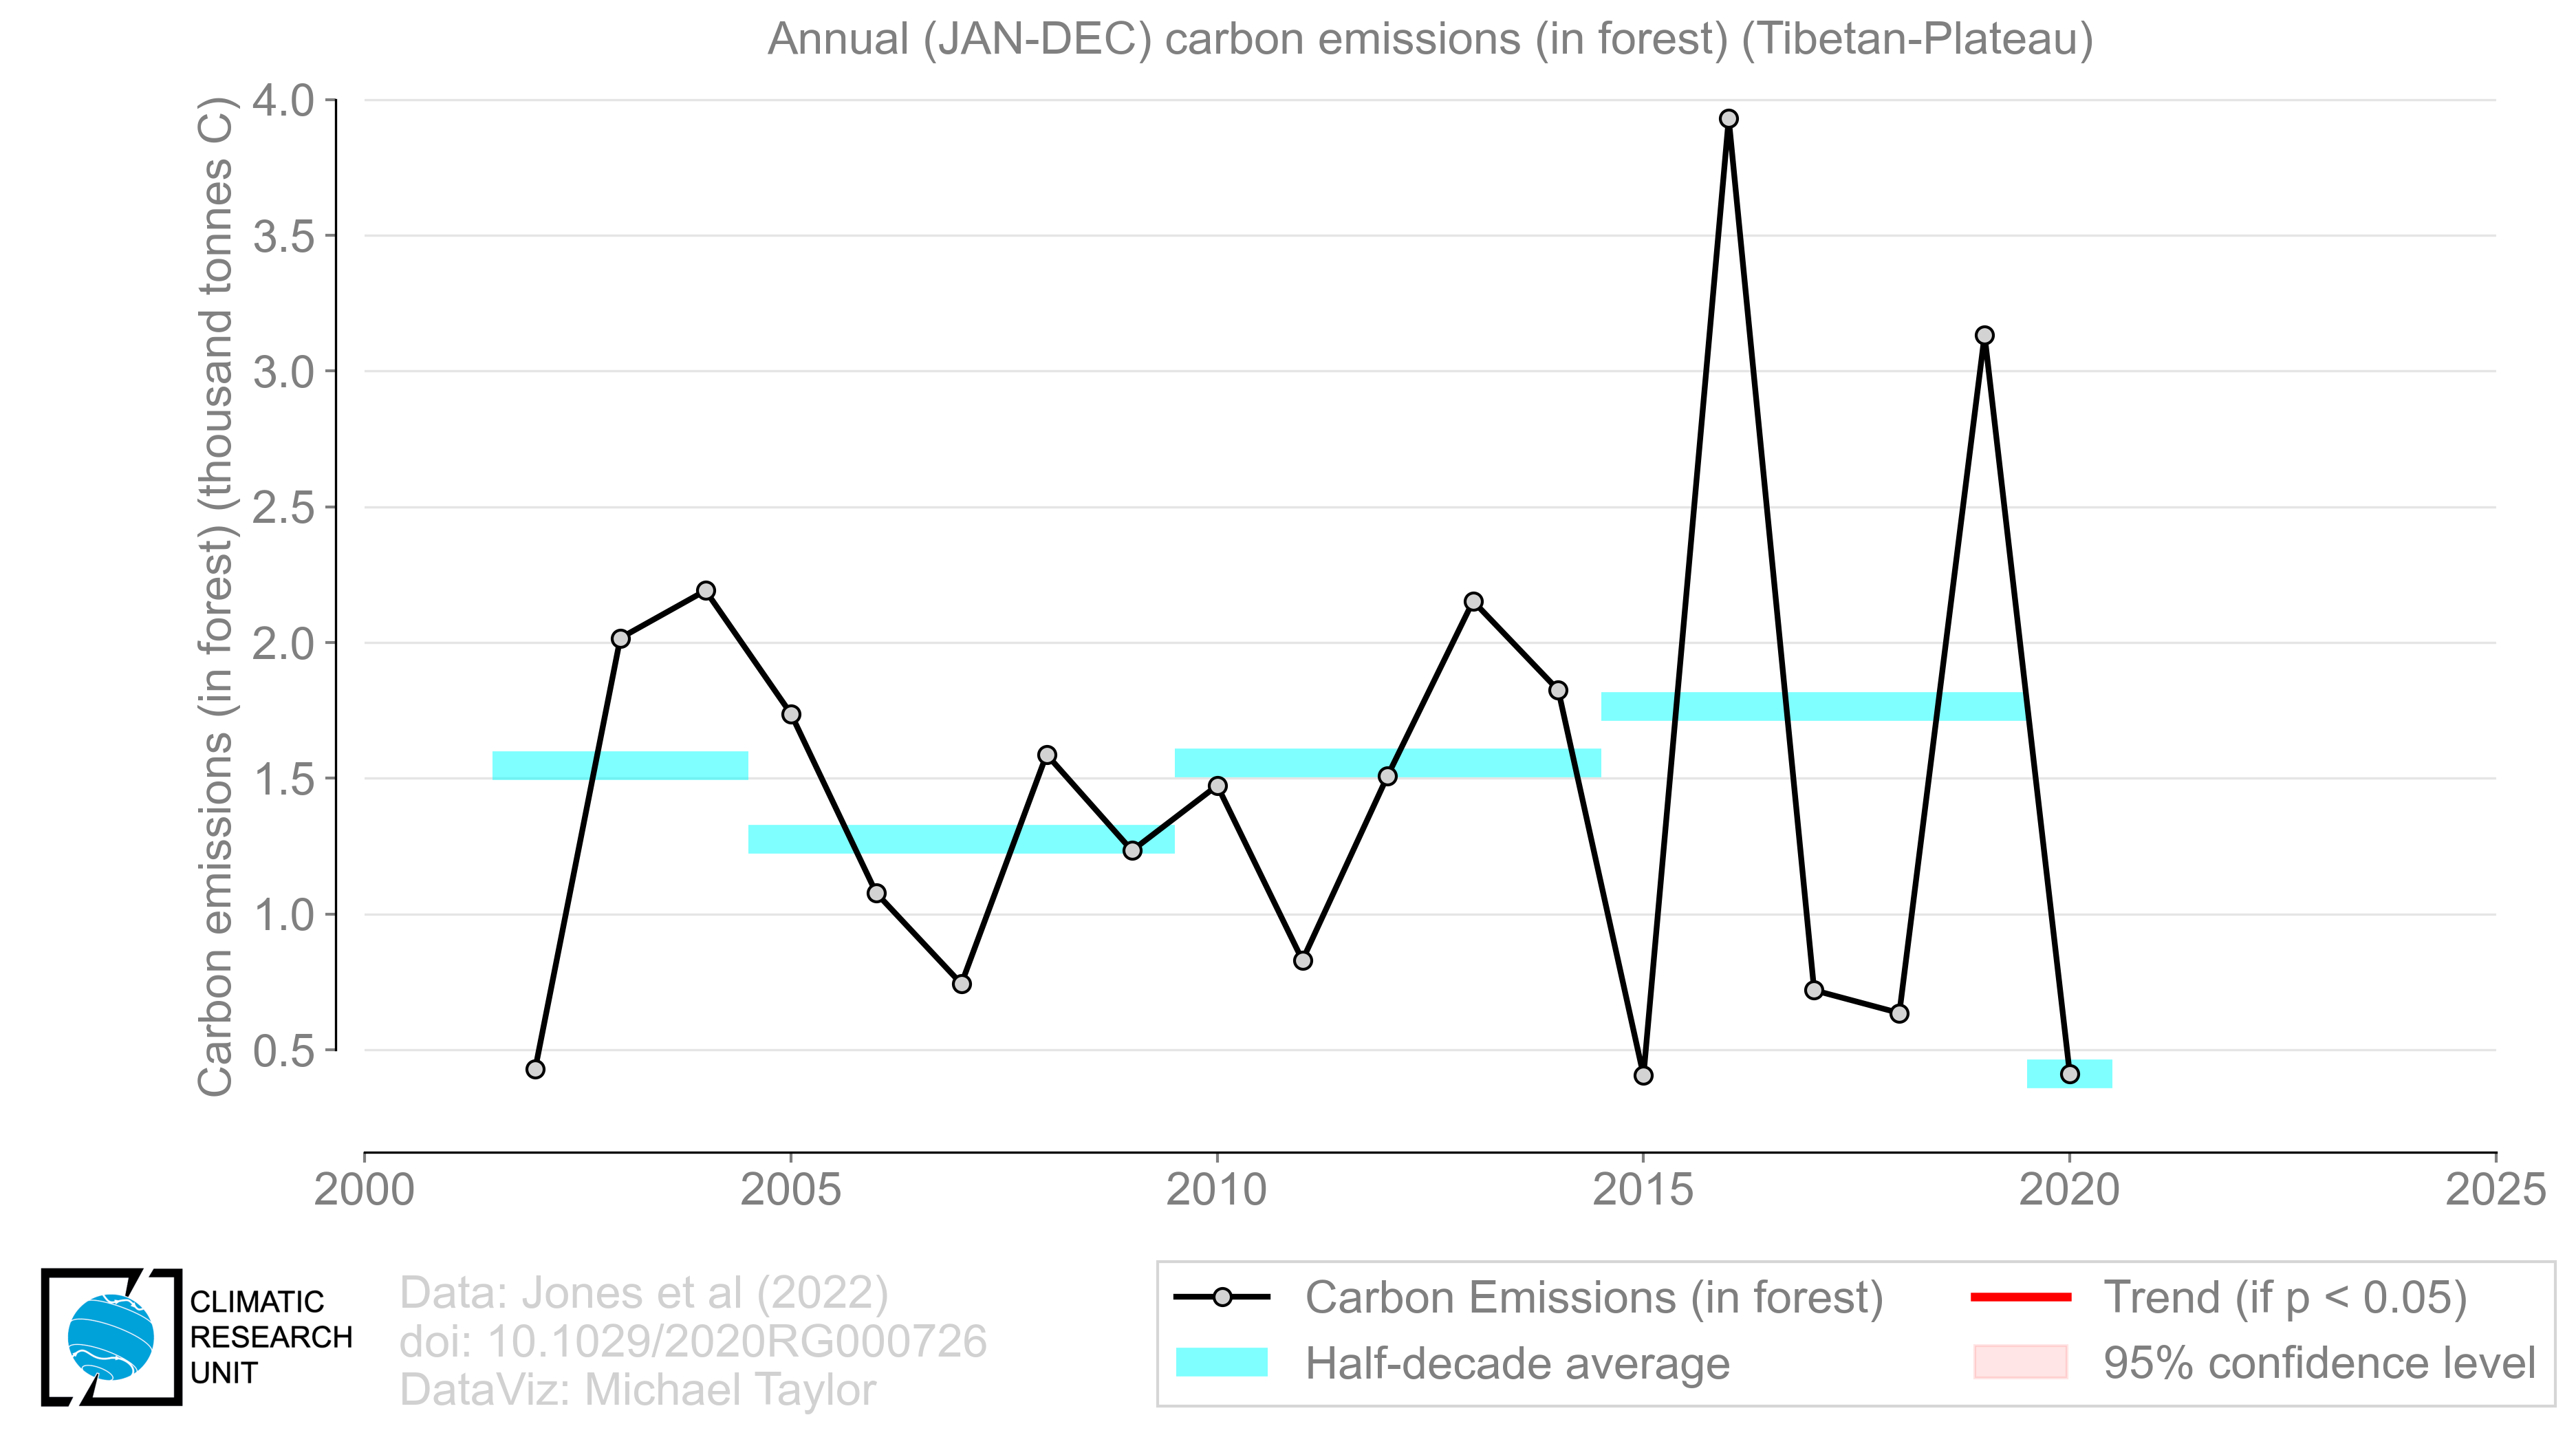 Annual (JAN-DEC) carbon emissions (in forest) (Tibetan-Plateau)
Carbon emissions (in forest) (thousand tonnes C)
4.0
3.5
3.0
2.5
2.0
1.5
1.0
0.5
2000
2005
2010
2015
2020
2025
CLIMATIC
RESEARCH
UNIT
Data: Jones et al (2022)
doi: 10.1029/2020RG000726
DataViz: Michael Taylor
Carbon Emissions (in forest)
Half-decade average
Trend (if p < 0.05)
95% confidence level